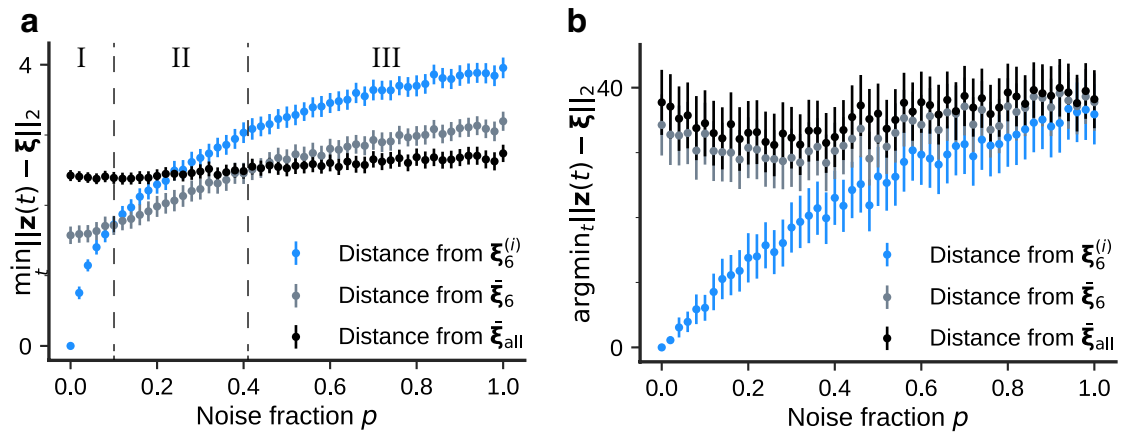 a
I II III
4
0
min_t ||z(t) − ξ||_2
Distance from ξ_6^(i)
Distance from ξ̄_6
Distance from ξ̄_all
0.0 0.2 0.4 0.6 0.8 1.0
Noise fraction p
b
40
0
argmin_t ||z(t) − ξ||_2
Distance from ξ_6^(i)
Distance from ξ̄_6
Distance from ξ̄_all
0.0 0.2 0.4 0.6 0.8 1.0
Noise fraction p